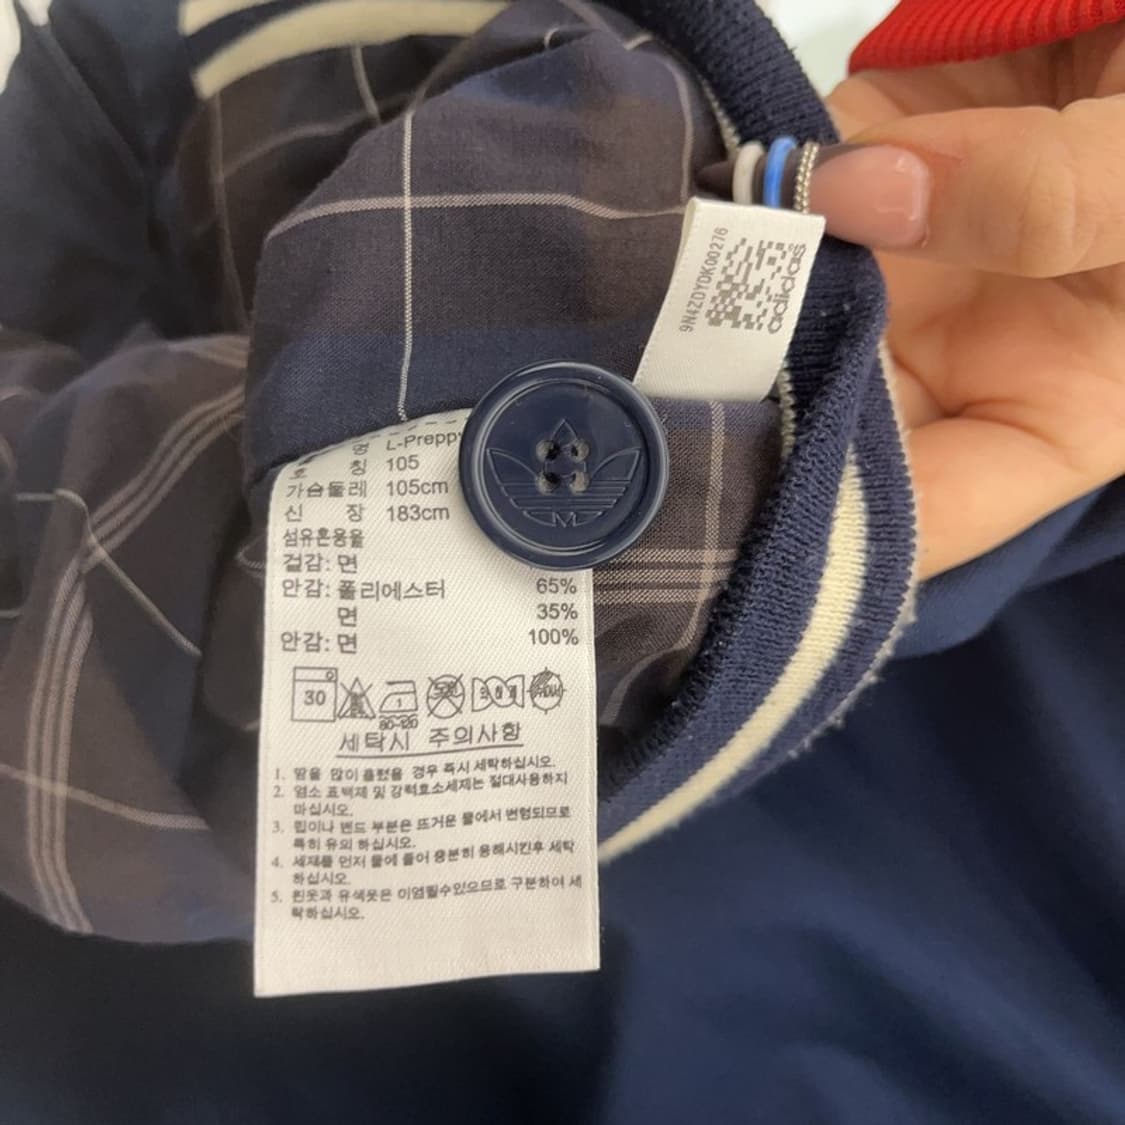 9N4ZDYDK00276
adidas
명 L-Preppy
호 칭 105
가슴둘레 105cm
신 장 183cm
섬유혼용율
겉감: 면
안감: 폴리에스터 65%
면 35%
안감: 면 100%
30
1
80~120
세탁시 주의사항
1. 땀을 많이 흘렸을 경우 즉시 세탁하십시오.
2. 염소 표백제 및 강력효소세제는 절대사용하지
마십시오.
3. 립이나 밴드 부분은 뜨거운 물에서 변형되므로
특히 유의 하십시오.
4. 세제를 먼저 물에 풀어 충분히 용해시킨후 세탁
하십시오.
5. 흰옷과 유색옷은 이염될수있으므로 구분하여 세
탁하십시오.
M